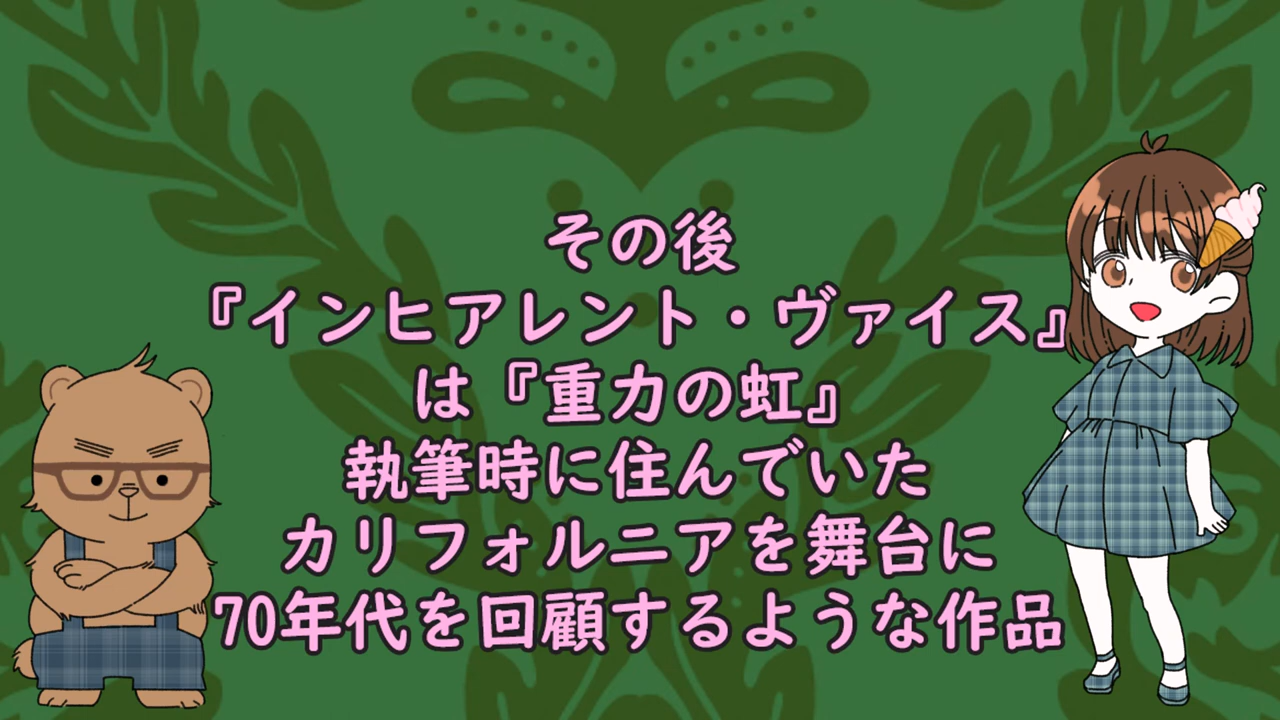 その後
『インヒアレント・ヴァイス』
は『重力の虹』
執筆時に住んでいた
カリフォルニアを舞台に
70年代を回顧するような作品